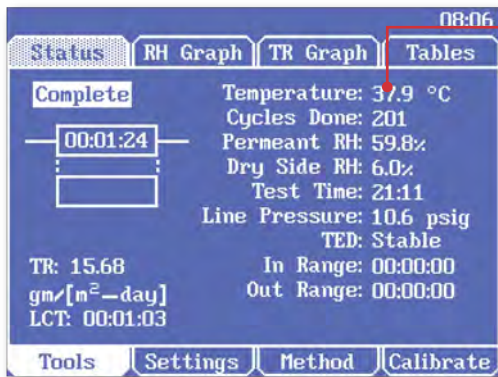 08:06
Status RH Graph TR Graph Tables
Complete
00:01:24
Temperature: 37.9 °C
Cycles Done: 201
Permeant RH: 59.8%
Dry Side RH: 6.0%
Test Time: 21:11
Line Pressure: 10.6 psig
TED: Stable
In Range: 00:00:00
Out Range: 00:00:00
TR: 15.68
gm/[m²—day]
LCT: 00:01:03
Tools Settings Method Calibrate